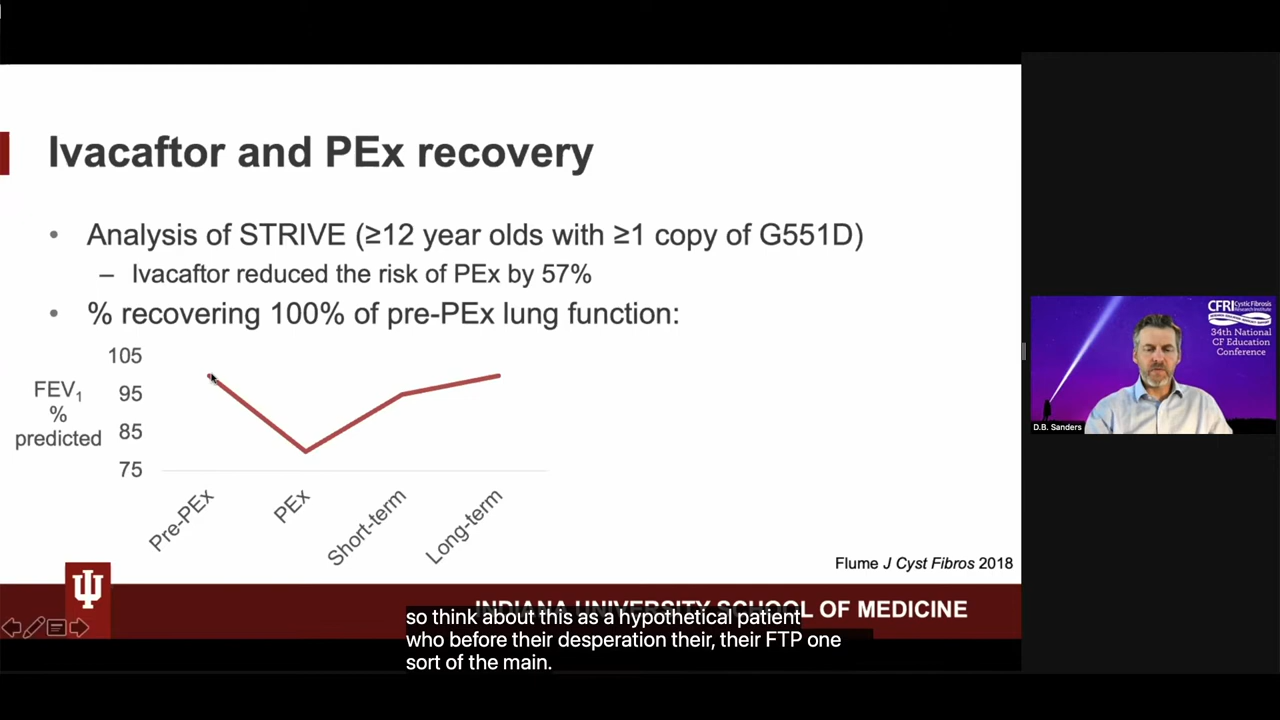 Ivacaftor and PEx recovery
• Analysis of STRIVE (≥12 year olds with ≥1 copy of G551D)
– Ivacaftor reduced the risk of PEx by 57%
• % recovering 100% of pre-PEx lung function:
105
95
85
75
FEV1
%
predicted
Pre-PEx
PEx
Short-term
Long-term
Flume J Cyst Fibros 2018
INDIANA UNIVERSITY SCHOOL OF MEDICINE
so think about this as a hypothetical patient
who before their desperation their, their FTP one
sort of the main.
CFRI Cystic Fibrosis
Research Institute
34th National
CF Education
Conference
D.B. Sanders